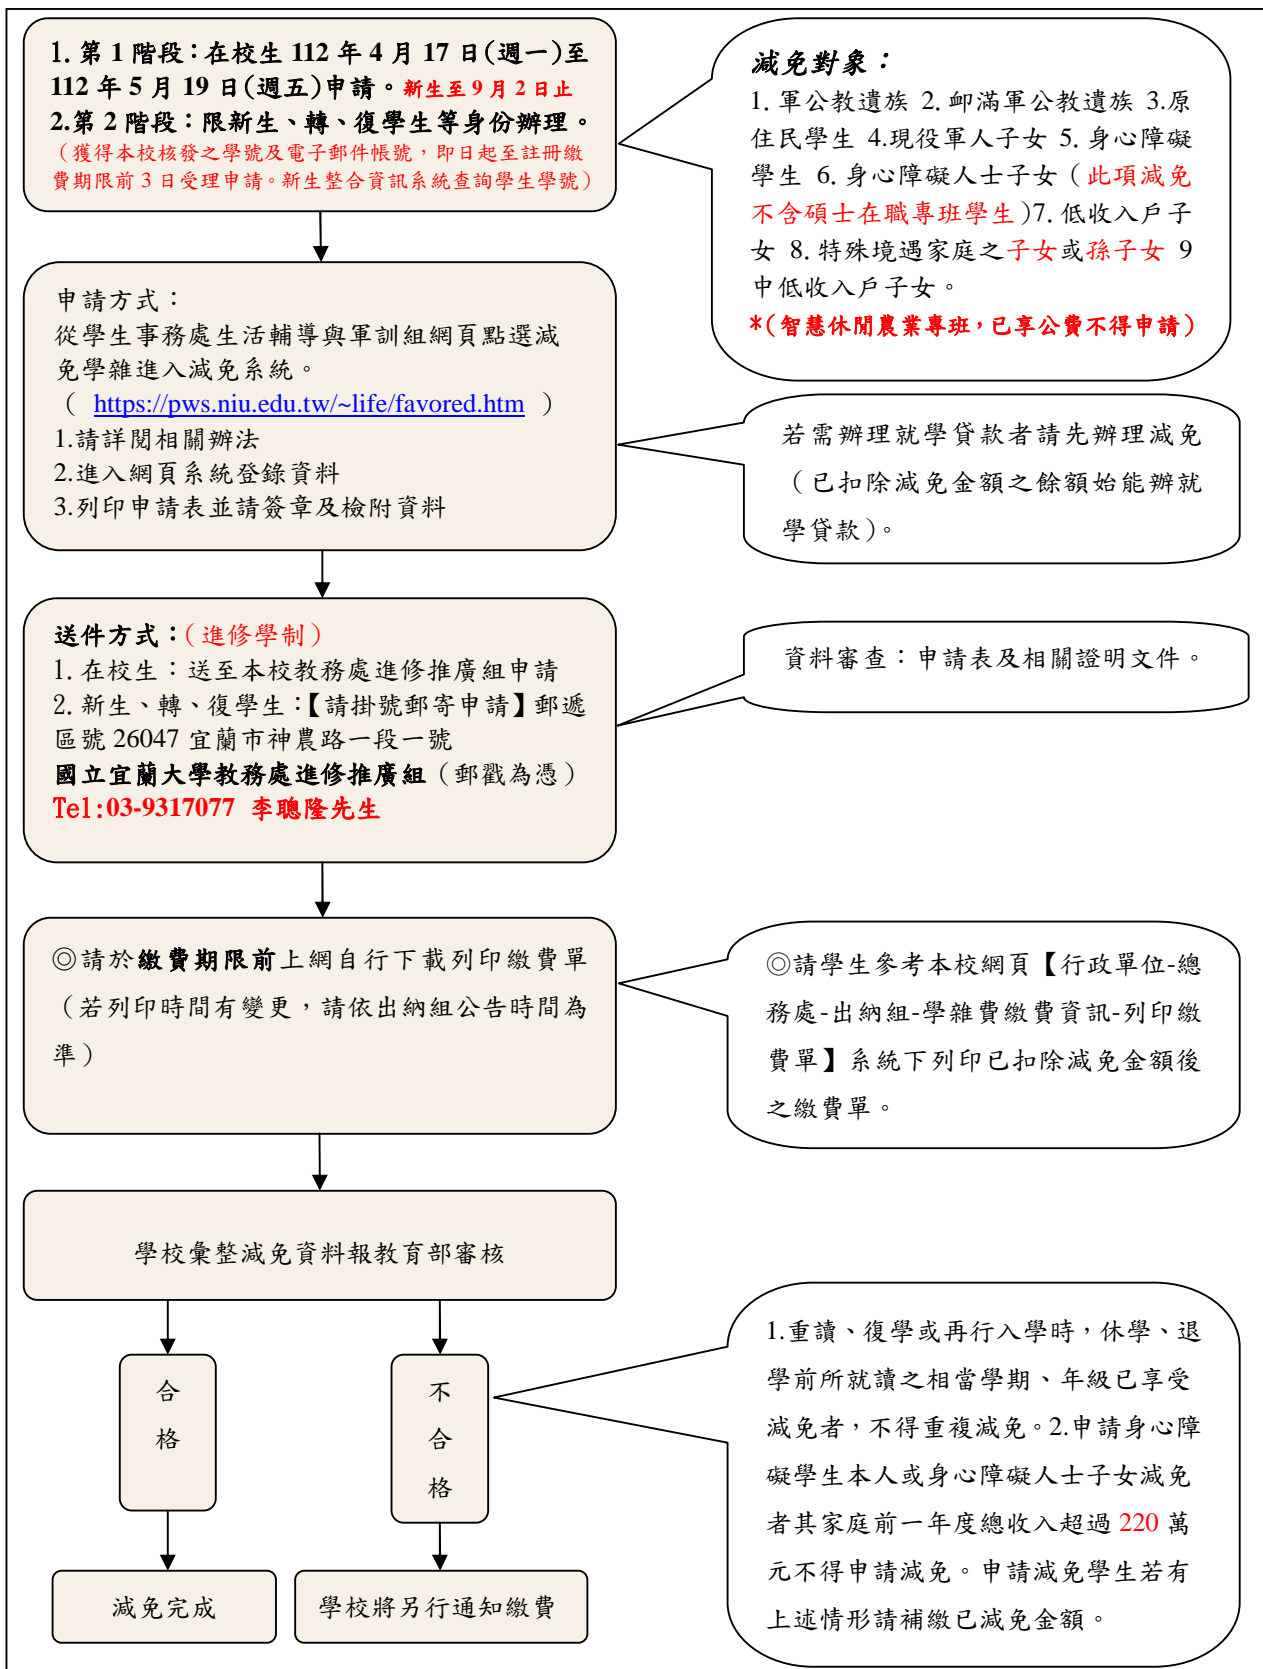 1. 第 1 階段：在校生 112 年 4 月 17 日(週一)至
112 年 5 月 19 日(週五)申請。新生至 9 月 2 日止
2.第 2 階段：限新生、轉、復學生等身份辦理。
（獲得本校核發之學號及電子郵件帳號，即日起至註冊繳
費期限前 3 日受理申請。新生整合資訊系統查詢學生學號）
減免對象：
1. 軍公教遺族 2. 卹滿軍公教遺族 3.原
住民學生 4.現役軍人子女 5. 身心障礙
學生 6. 身心障礙人士子女（此項減免
不含碩士在職專班學生)7. 低收入戶子
女 8. 特殊境遇家庭之子女或孫子女 9
中低收入戶子女。
*(智慧休閒農業專班，已享公費不得申請)
申請方式：
從學生事務處生活輔導與軍訓組網頁點選減
免學雜進入減免系統。
（ https://pws.niu.edu.tw/~life/favored.htm ）
1.請詳閱相關辦法
2.進入網頁系統登錄資料
3.列印申請表並請簽章及檢附資料
若需辦理就學貸款者請先辦理減免
（已扣除減免金額之餘額始能辦就
學貸款）。
送件方式：（進修學制）
1. 在校生：送至本校教務處進修推廣組申請
2. 新生、轉、復學生：【請掛號郵寄申請】郵遞
區號 26047 宜蘭市神農路一段一號
國立宜蘭大學教務處進修推廣組（郵戳為憑）
Tel:03-9317077 李聰隆先生
資料審查：申請表及相關證明文件。
◎請於繳費期限前上網自行下載列印繳費單
（若列印時間有變更，請依出納組公告時間為
準）
◎請學生參考本校網頁【行政單位-總
務處-出納組-學雜費繳費資訊-列印繳
費單】系統下列印已扣除減免金額後
之繳費單。
學校彙整減免資料報教育部審核
合
格
不
合
格
1.重讀、復學或再行入學時，休學、退
學前所就讀之相當學期、年級已享受
減免者，不得重複減免。2.申請身心障
礙學生本人或身心障礙人士子女減免
者其家庭前一年度總收入超過 220 萬
元不得申請減免。申請減免學生若有
上述情形請補繳已減免金額。
減免完成
學校將另行通知繳費